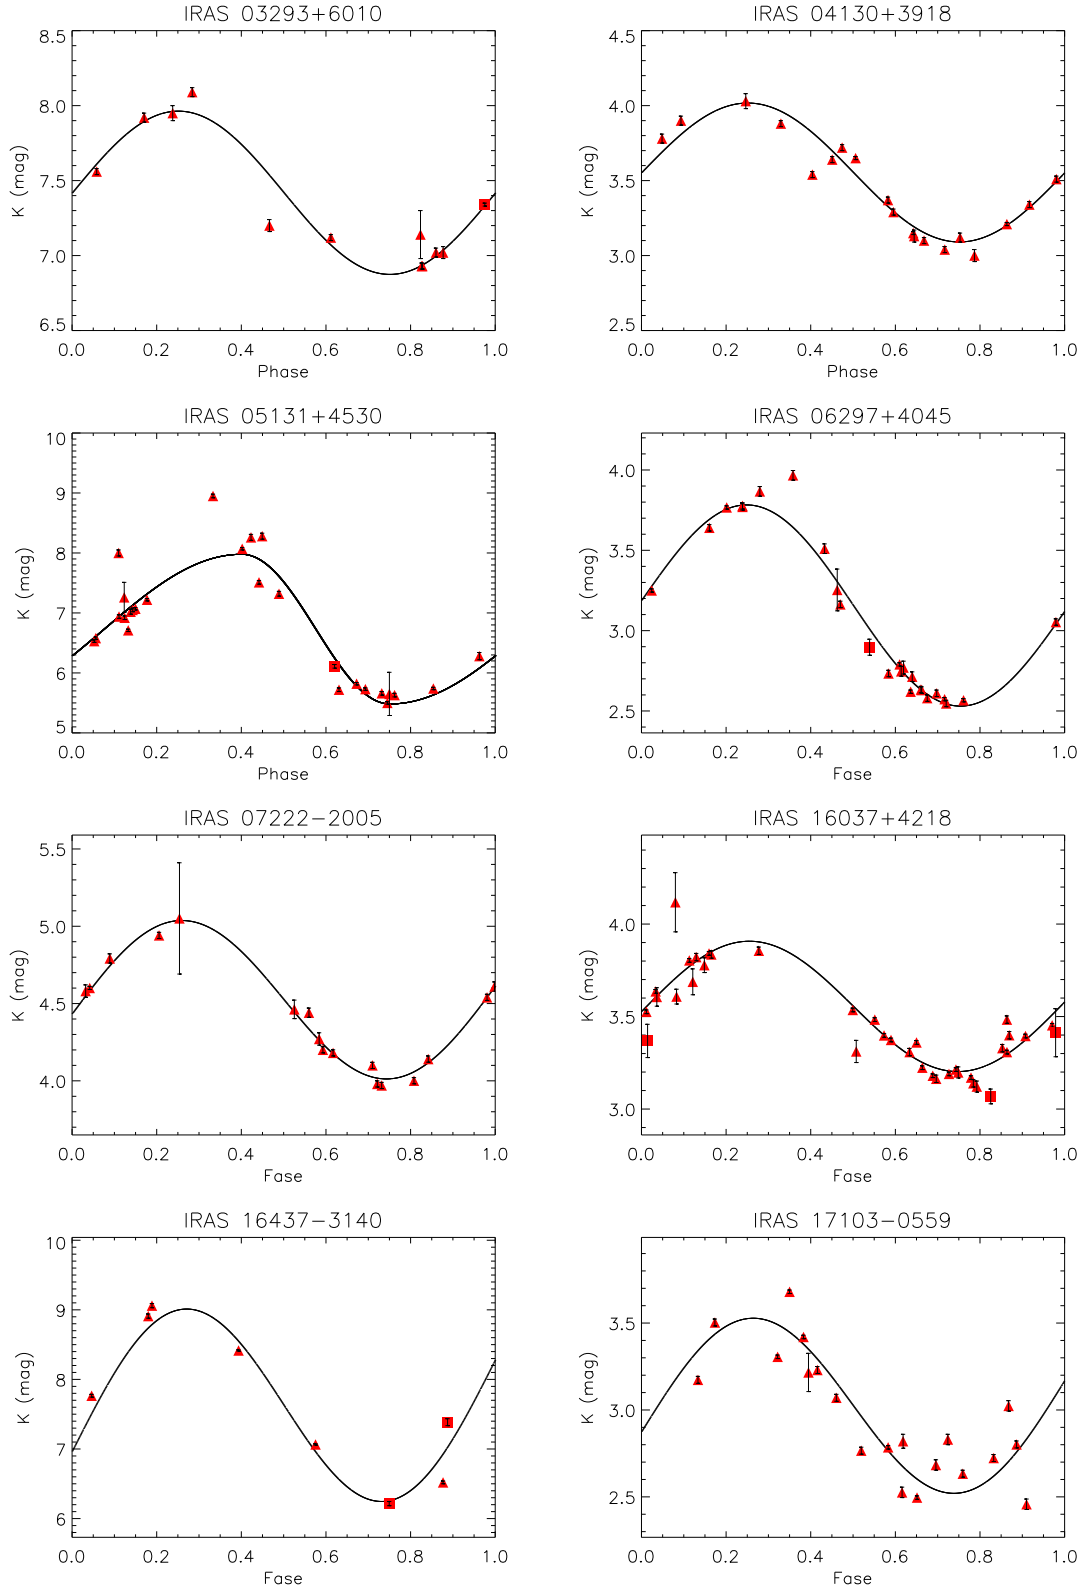 IRAS 03293+6010
K (mag)
8.5
8.0
7.5
7.0
6.5
0.0 0.2 0.4 0.6 0.8 1.0
Phase
IRAS 04130+3918
K (mag)
4.5
4.0
3.5
3.0
2.5
0.0 0.2 0.4 0.6 0.8 1.0
Phase
IRAS 05131+4530
K (mag)
10
9
8
7
6
5
0.0 0.2 0.4 0.6 0.8 1.0
Phase
IRAS 06297+4045
K (mag)
4.0
3.5
3.0
2.5
0.0 0.2 0.4 0.6 0.8 1.0
Fase
IRAS 07222−2005
K (mag)
5.5
5.0
4.5
4.0
0.0 0.2 0.4 0.6 0.8 1.0
Fase
IRAS 16037+4218
K (mag)
4.0
3.5
3.0
0.0 0.2 0.4 0.6 0.8 1.0
Fase
IRAS 16437−3140
K (mag)
10
9
8
7
6
0.0 0.2 0.4 0.6 0.8 1.0
Fase
IRAS 17103−0559
K (mag)
3.5
3.0
2.5
0.0 0.2 0.4 0.6 0.8 1.0
Fase